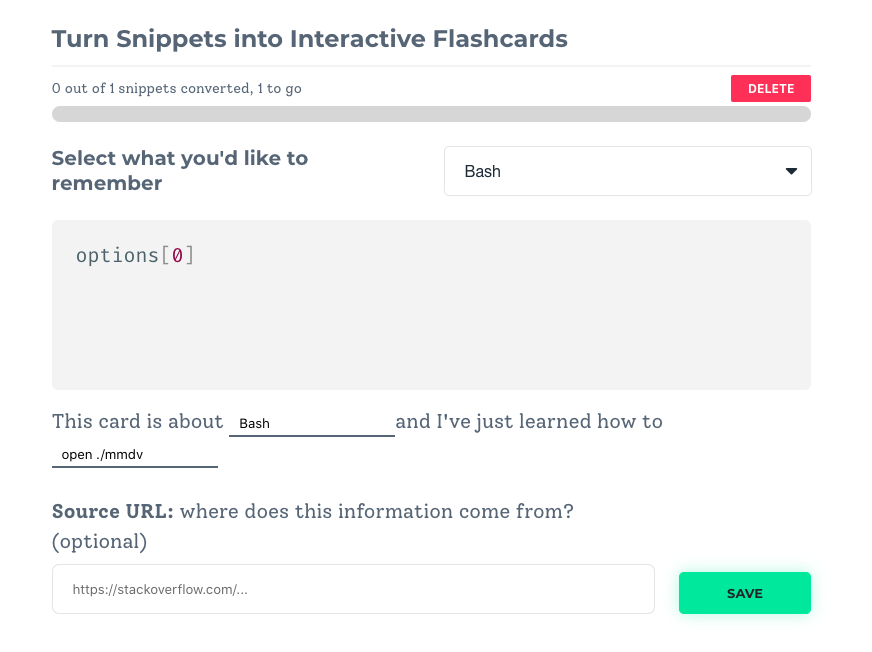 Turn Snippets into Interactive Flashcards
0 out of 1 snippets converted, 1 to go
DELETE
Select what you'd like to
remember
Bash
options[0]
This card is about Bash and I've just learned how to
open ./mmdv
Source URL: where does this information come from?
(optional)
https://stackoverflow.com/...
SAVE